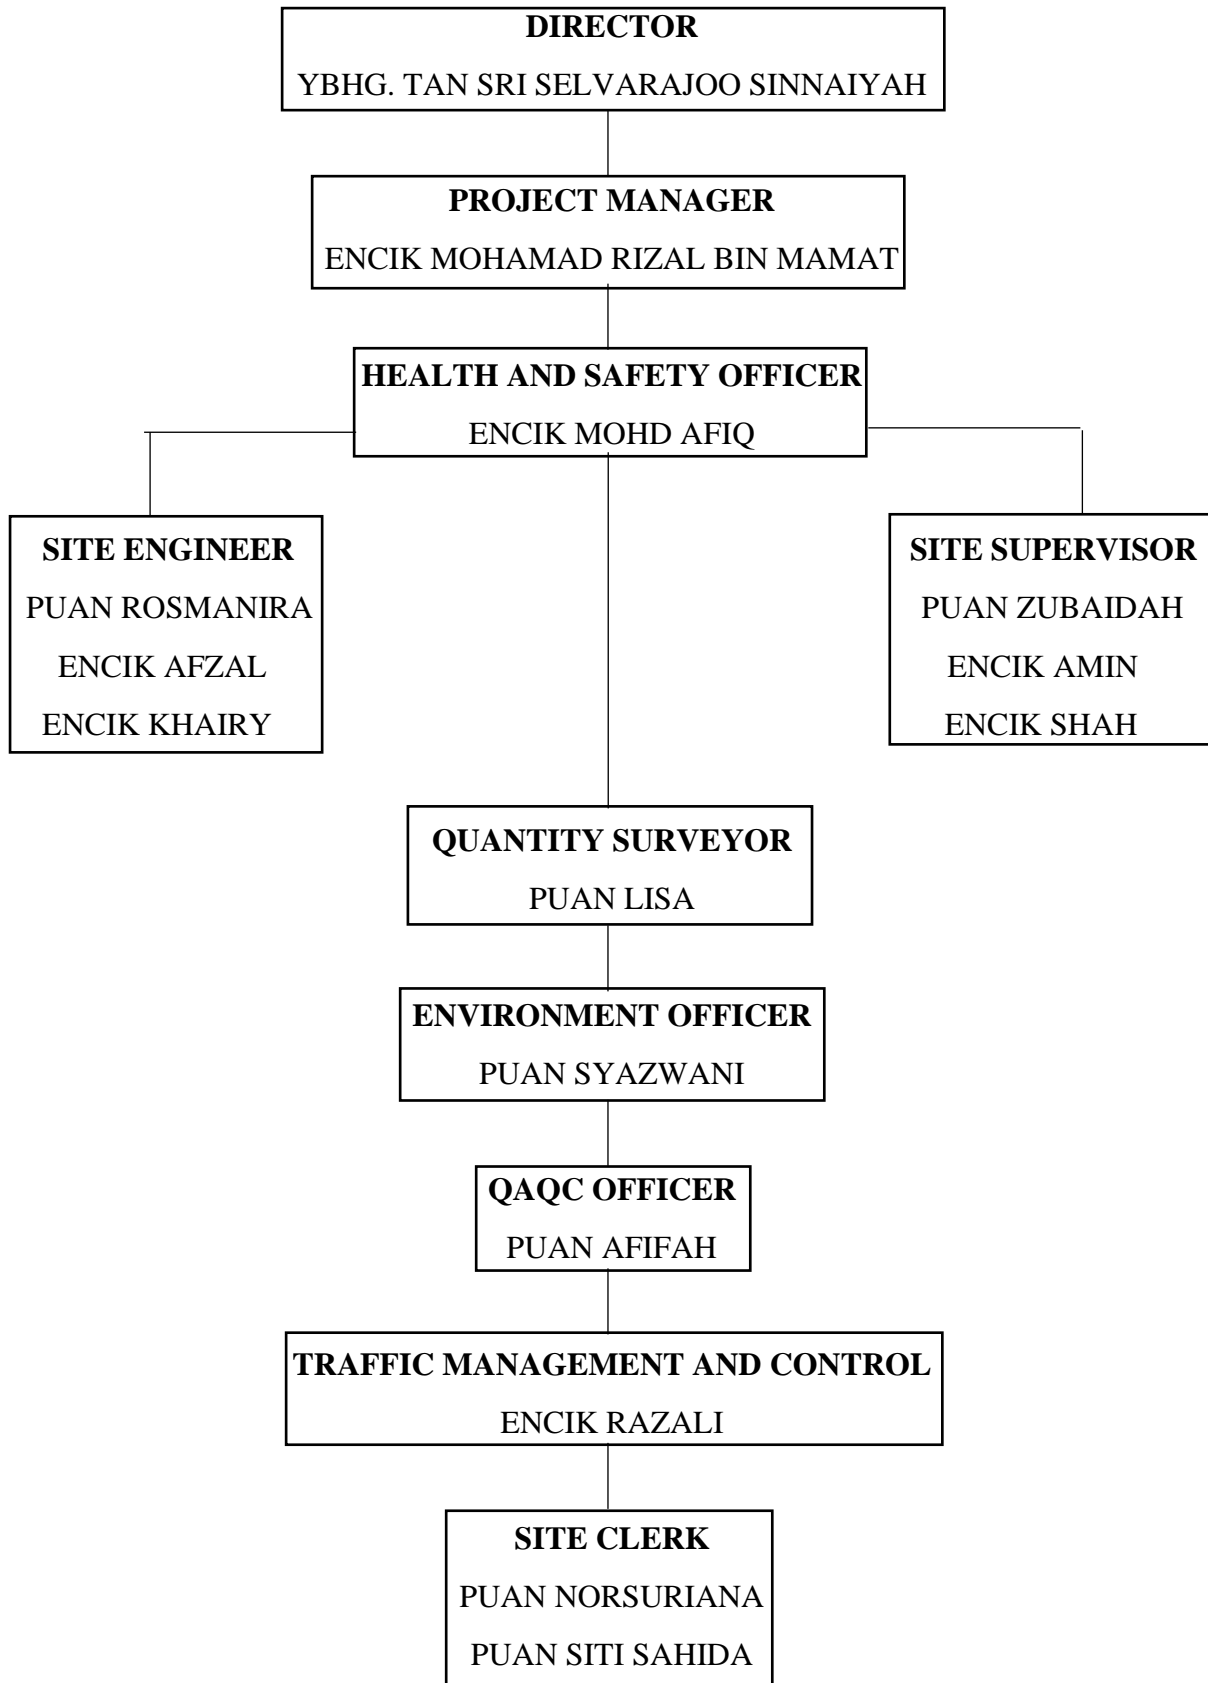 DIRECTOR
YBHG. TAN SRI SELVARAJOO SINNAIYAH
PROJECT MANAGER
ENCIK MOHAMAD RIZAL BIN MAMAT
HEALTH AND SAFETY OFFICER
ENCIK MOHD AFIQ
SITE ENGINEER
PUAN ROSMANIRA
ENCIK AFZAL
ENCIK KHAIRY
SITE SUPERVISOR
PUAN ZUBAIDAH
ENCIK AMIN
ENCIK SHAH
QUANTITY SURVEYOR
PUAN LISA
ENVIRONMENT OFFICER
PUAN SYAZWANI
QAQC OFFICER
PUAN AFIFAH
TRAFFIC MANAGEMENT AND CONTROL
ENCIK RAZALI
SITE CLERK
PUAN NORSURIANA
PUAN SITI SAHIDA